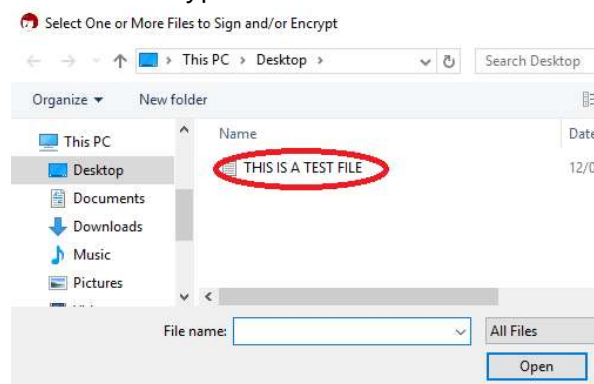 Select One or More Files to Sign and/or Encrypt
This PC > Desktop >
Search Desktop
Organize
New folder
This PC
Name
Date
Desktop
THIS IS A TEST FILE
12/0
Documents
Downloads
Music
Pictures
File name:
All Files
Open